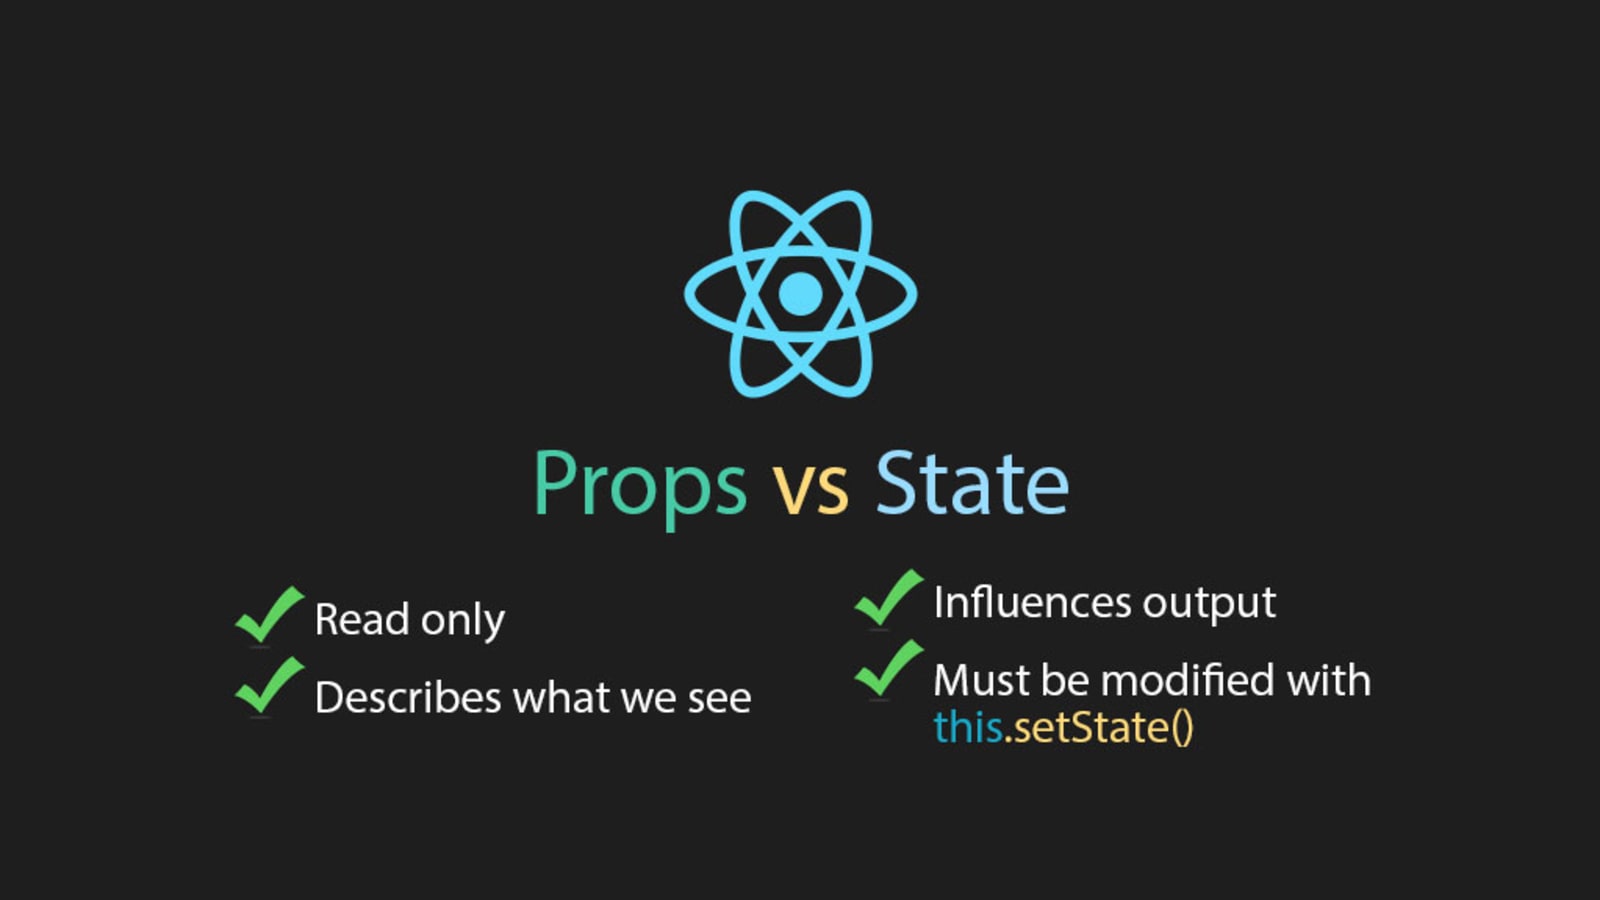 Props vs State
Read only
Describes what we see
Influences output
Must be modified with
this.setState()